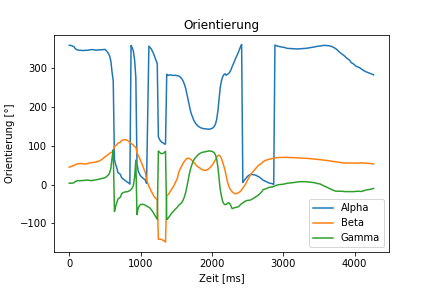 Orientierung
Orientierung [°]
300
200
100
0
−100
0
1000
2000
3000
4000
Zeit [ms]
Alpha
Beta
Gamma